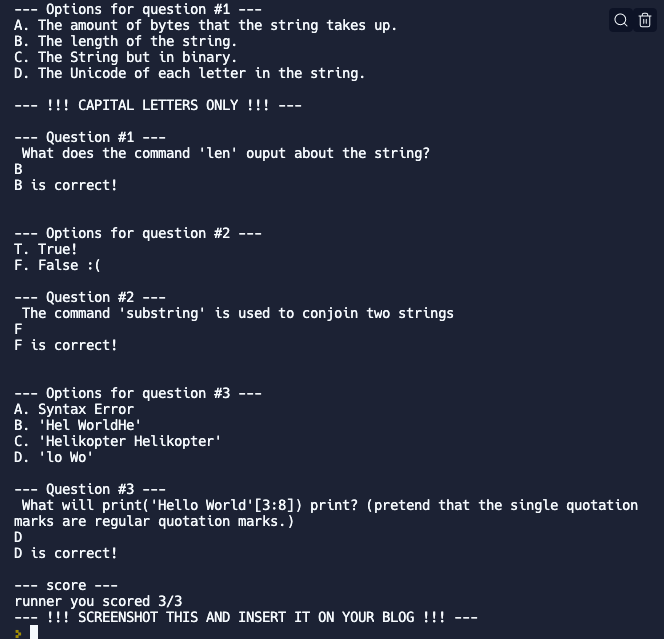 --- Options for question #1 ---
A. The amount of bytes that the string takes up.
B. The length of the string.
C. The String but in binary.
D. The Unicode of each letter in the string.
--- !!! CAPITAL LETTERS ONLY !!! ---
--- Question #1 ---
What does the command 'len' ouput about the string?
B
B is correct!
--- Options for question #2 ---
T. True!
F. False :(
--- Question #2 ---
The command 'substring' is used to conjoin two strings
F
F is correct!
--- Options for question #3 ---
A. Syntax Error
B. 'Hel WorldHe'
C. 'Helikopter Helikopter'
D. 'lo Wo'
--- Question #3 ---
What will print('Hello World'[3:8]) print? (pretend that the single quotation
marks are regular quotation marks.)
D
D is correct!
--- score ---
runner you scored 3/3
--- !!! SCREENSHOT THIS AND INSERT IT ON YOUR BLOG !!! ---